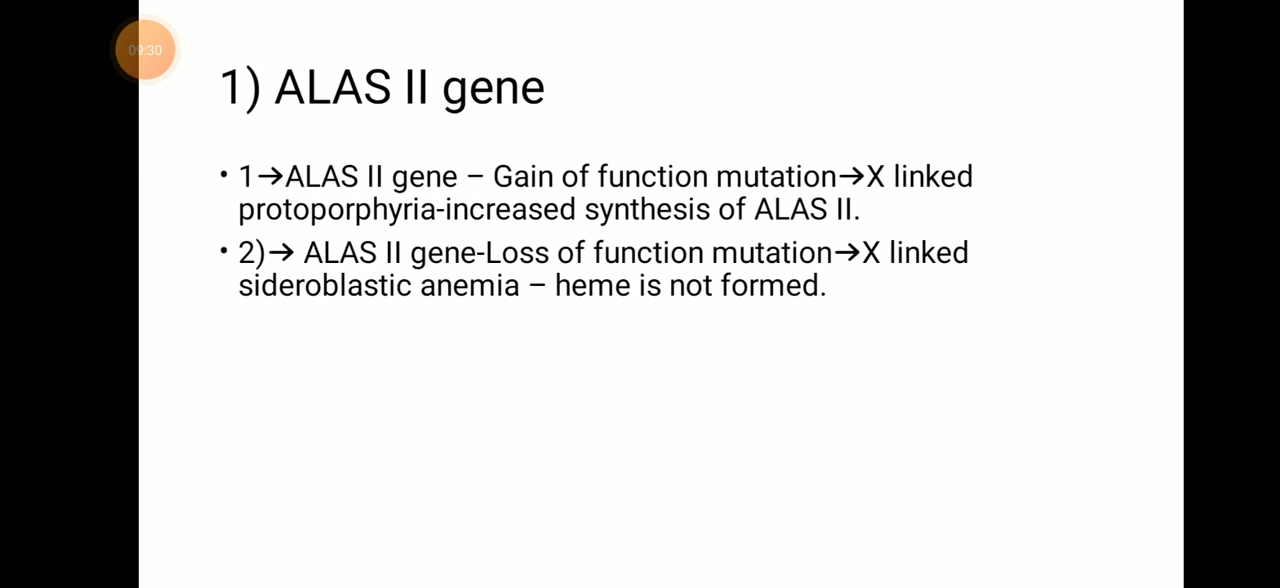 09:30
1) ALAS II gene
• 1→ALAS II gene – Gain of function mutation→X linked
protoporphyria-increased synthesis of ALAS II.
• 2)→ ALAS II gene-Loss of function mutation→X linked
sideroblastic anemia – heme is not formed.